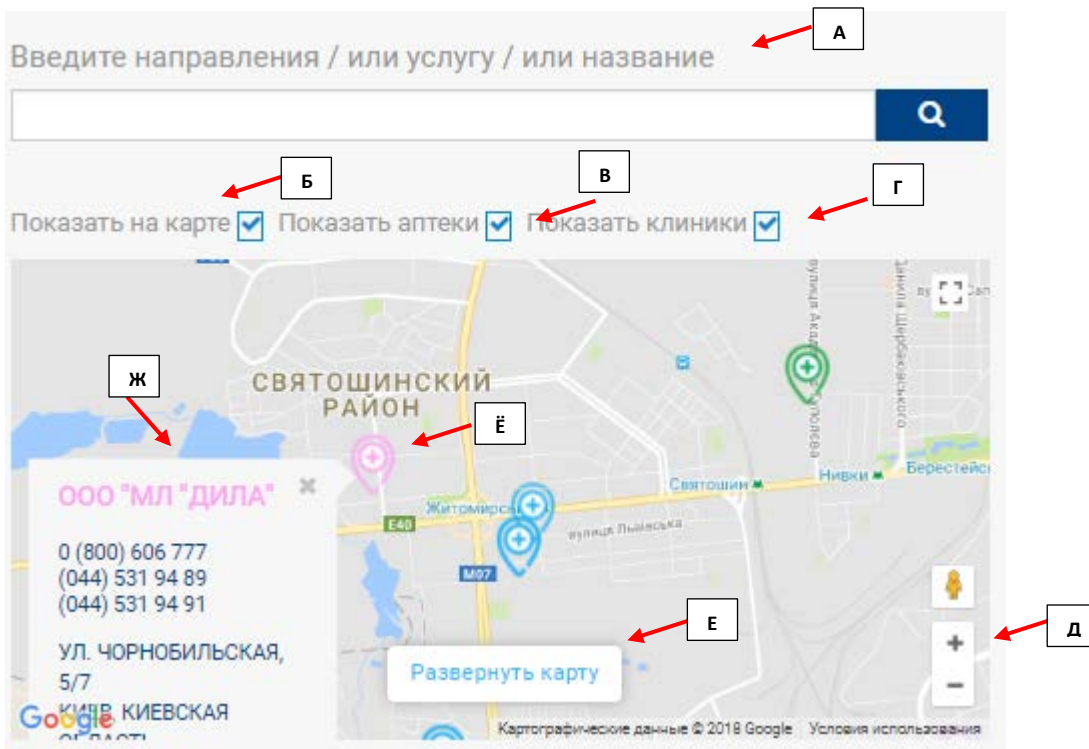 А
Введите направления / или услугу / или название
Б
В
Г
Показать на карте Показать аптеки Показать клиники
Ж
СВЯТОШИНСКИЙ
РАЙОН
Ё
ООО "МЛ "ДИЛА"
0 (800) 606 777
(044) 531 94 89
(044) 531 94 91
УЛ. ЧОРНОБИЛЬСКАЯ,
5/7
КИЕВСКАЯ
Google
E40
M07
Святошин
Нивки
вулиця Львівська
Е
Д
Развернуть карту
Картографические данные © 2018 Google Условия использования